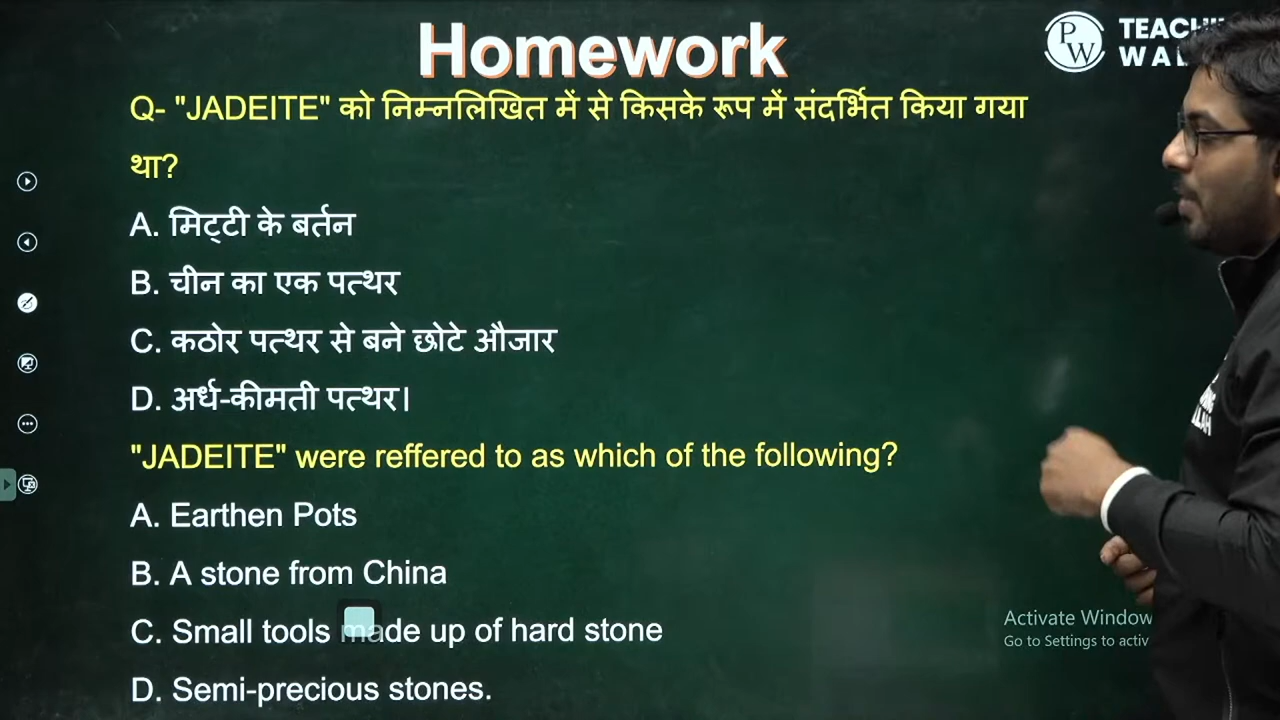 Homework
Q- "JADEITE" को निम्नलिखित में से किसके रूप में संदर्भित किया गया
था?
A. मिट्टी के बर्तन
B. चीन का एक पत्थर
C. कठोर पत्थर से बने छोटे औजार
D. अर्ध-कीमती पत्थर।
"JADEITE" were reffered to as which of the following?
A. Earthen Pots
B. A stone from China
C. Small tools made up of hard stone
D. Semi-precious stones.
PW
Activate Window
Go to Settings to activ